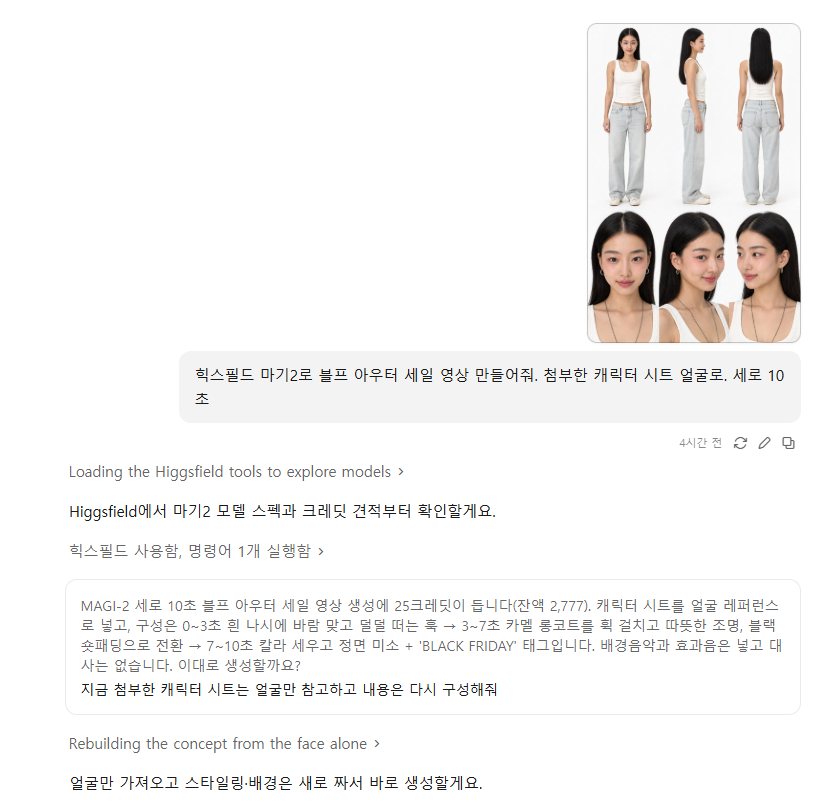 힉스필드 마기2로 블프 아우터 세일 영상 만들어줘. 첨부한 캐릭터 시트 얼굴로. 세로 10
초
4시간 전
Loading the Higgsfield tools to explore models >
Higgsfield에서 마기2 모델 스펙과 크레딧 견적부터 확인할게요.
힉스필드 사용함, 명령어 1개 실행함 >
MAGI-2 세로 10초 블프 아우터 세일 영상 생성에 25크레딧이 듭니다(잔액 2,777). 캐릭터 시트를 얼굴 레퍼런스
로 넣고, 구성은 0~3초 흰 나시에 바람 맞고 덜덜 떠는 훅 → 3~7초 카멜 롱코트를 휙 걸치고 따뜻한 조명, 블랙
숏패딩으로 전환 → 7~10초 칼라 세우고 정면 미소 + 'BLACK FRIDAY' 태그입니다. 배경음악과 효과음은 넣고 대
사는 없습니다. 이대로 생성할까요?
지금 첨부한 캐릭터 시트는 얼굴만 참고하고 내용은 다시 구성해줘
Rebuilding the concept from the face alone >
얼굴만 가져오고 스타일링·배경은 새로 짜서 바로 생성할게요.